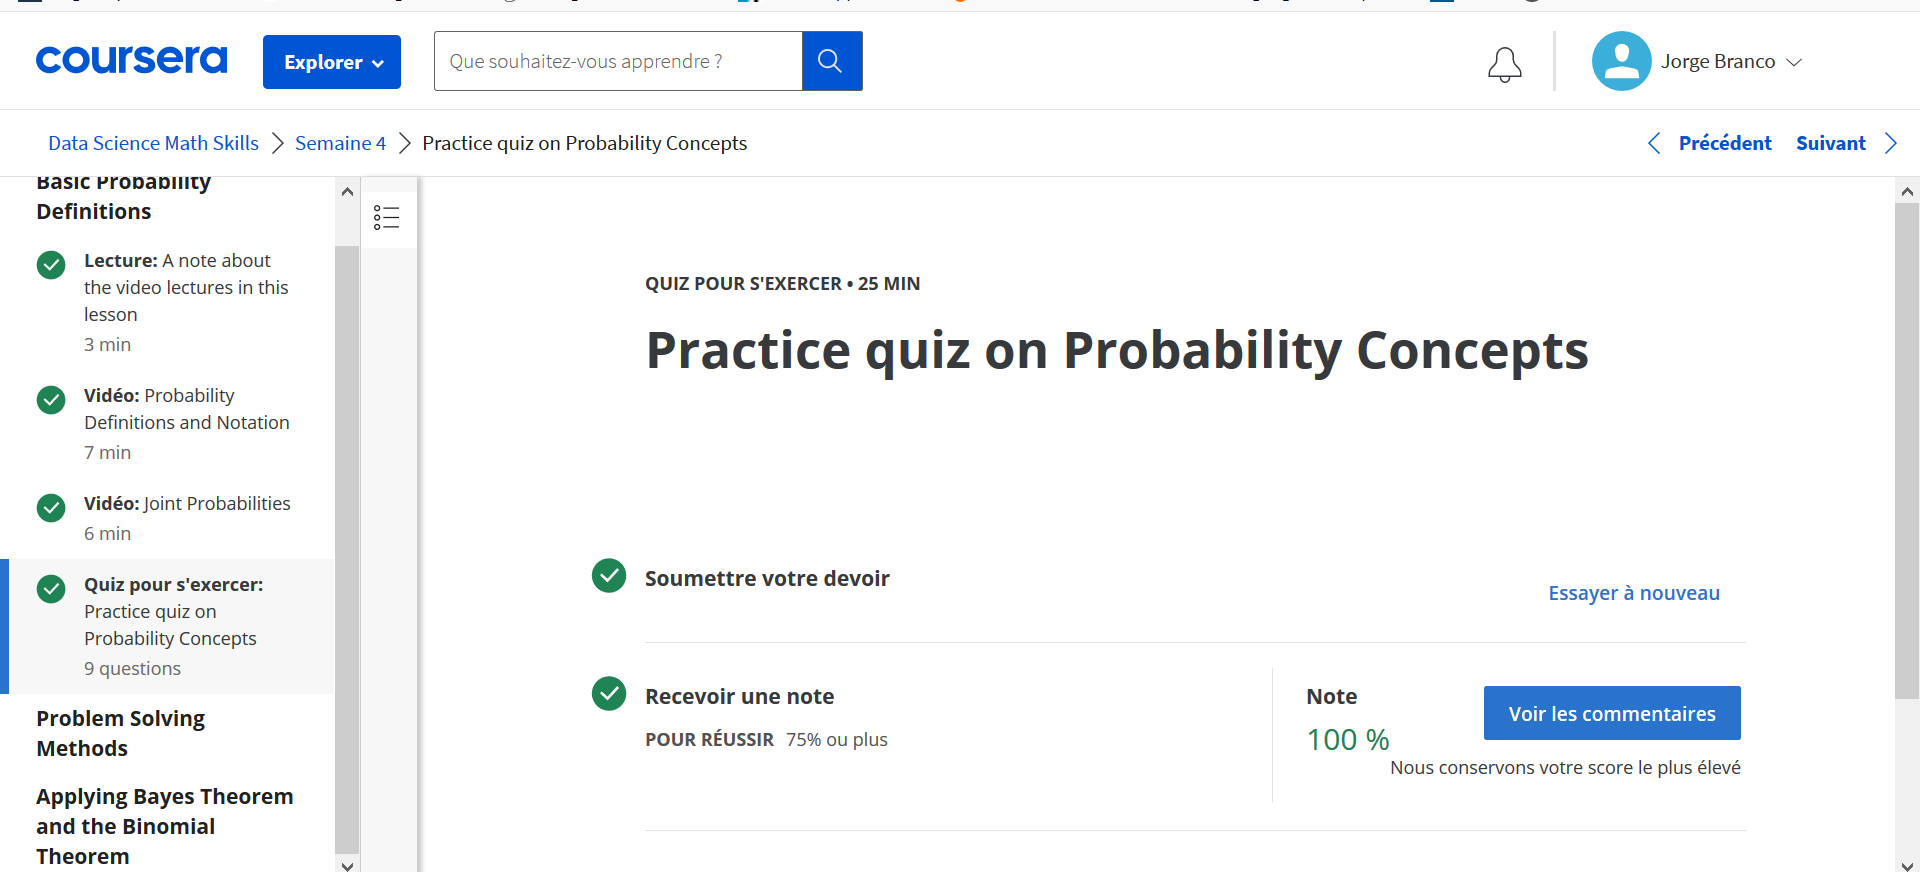 coursera
Explorer
Que souhaitez-vous apprendre ?
Jorge Branco
Data Science Math Skills
Semaine 4
Practice quiz on Probability Concepts
Précédent
Suivant
Basic Probability
Definitions
Lecture: A note about
the video lectures in this
lesson
3 min
Vidéo: Probability
Definitions and Notation
7 min
Vidéo: Joint Probabilities
6 min
Quiz pour s'exercer:
Practice quiz on
Probability Concepts
9 questions
Problem Solving
Methods
Applying Bayes Theorem
and the Binomial
Theorem
QUIZ POUR S'EXERCER • 25 MIN
Practice quiz on Probability Concepts
Soumettre votre devoir
Essayer à nouveau
Recevoir une note
POUR RÉUSSIR 75% ou plus
Note
100 %
Voir les commentaires
Nous conservons votre score le plus élevé